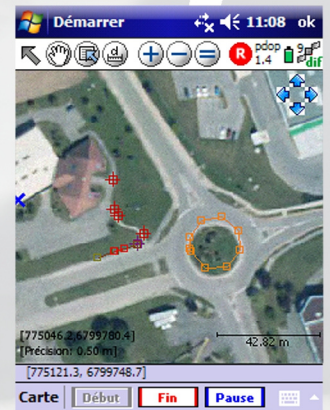 Démarrer 11:08 ok
d R pdop 1.4 9 dif
[775046.2,6799780.4]
[Précision: 0.50 m]
42.82 m
[775121.3, 6799748.7]
Carte Début Fin Pause